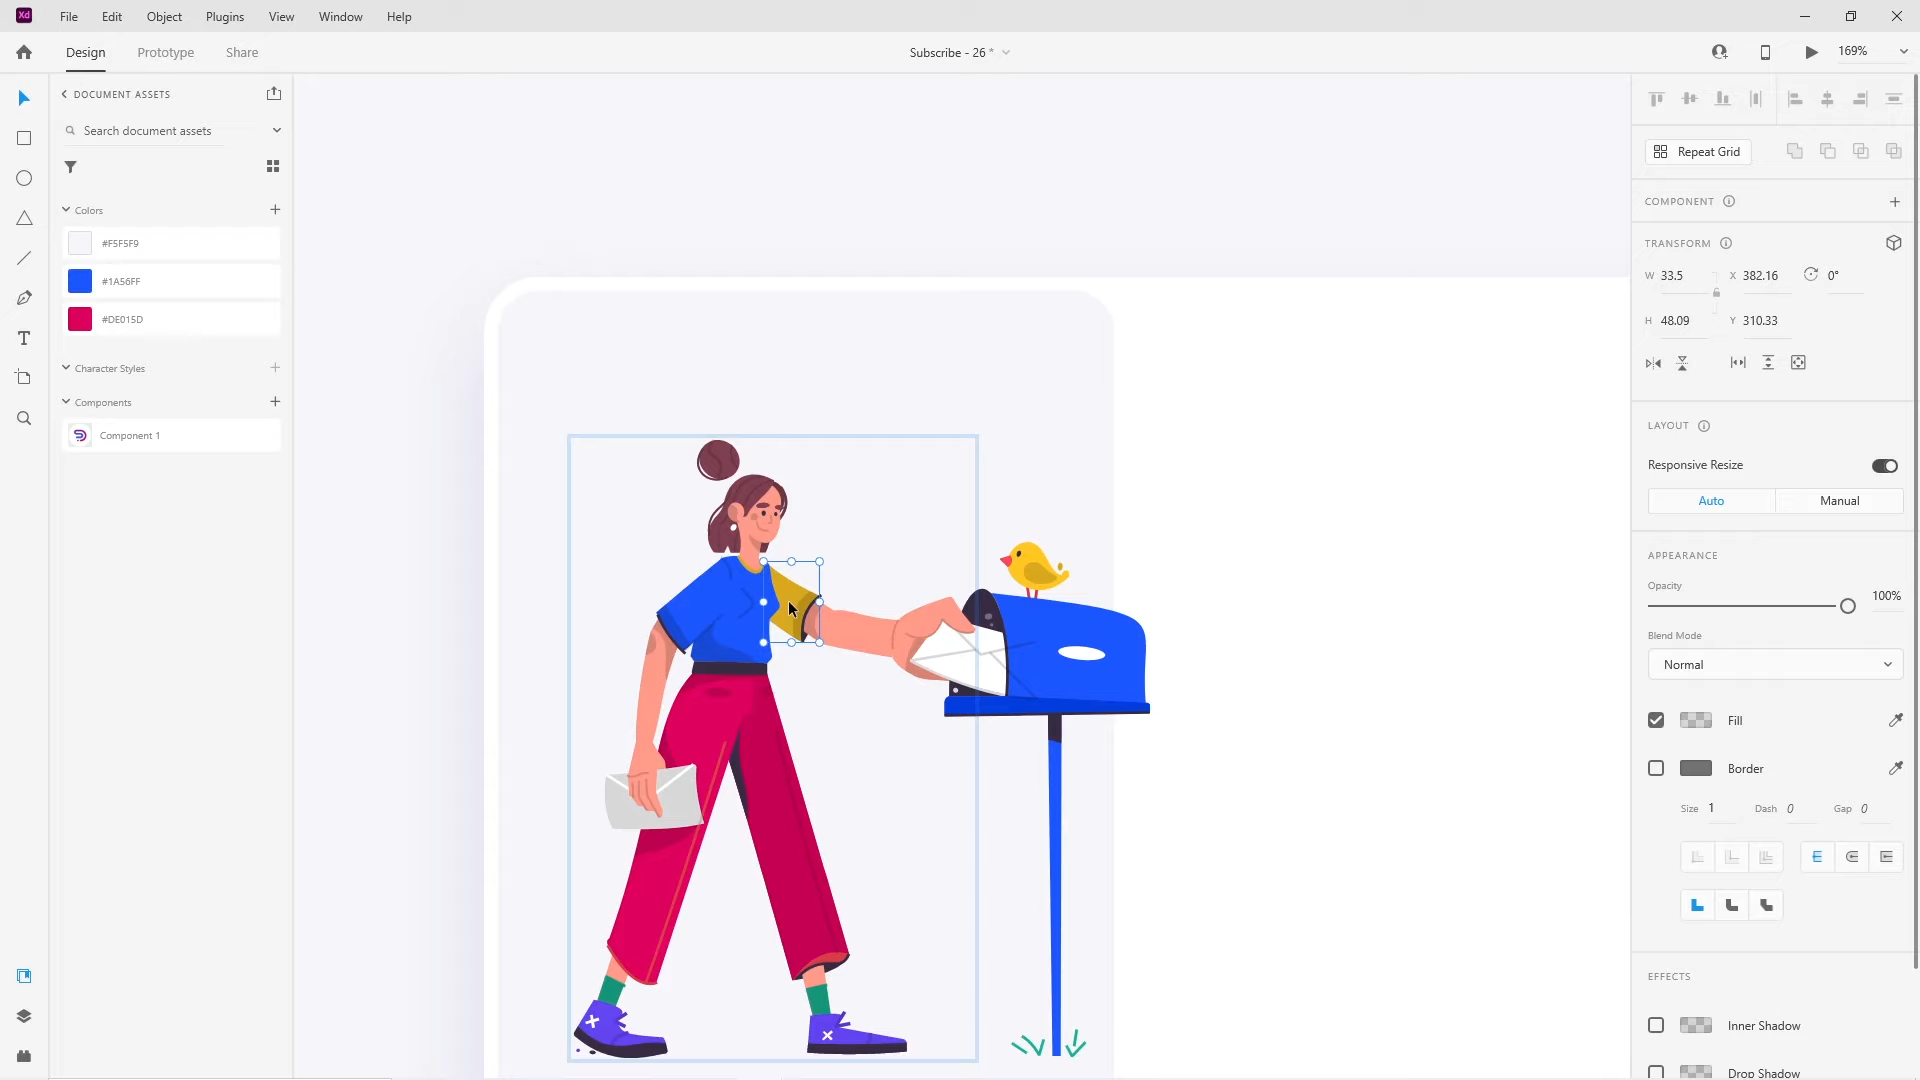 Xd File Edit Object Plugins View Window Help
Design Prototype Share Subscribe - 26 * 169%
DOCUMENT ASSETS
Search document assets
Colors
#F5F5F9
#1A56FF
#DE015D
Character Styles
Components
Component 1
Repeat Grid
COMPONENT
TRANSFORM
W 33.5 X 382.16 0°
H 48.09 Y 310.33
LAYOUT
Responsive Resize
Auto Manual
APPEARANCE
Opacity
100%
Blend Mode
Normal
Fill
Border
Size 1 Dash 0 Gap 0
EFFECTS
Inner Shadow
Drop Shadow